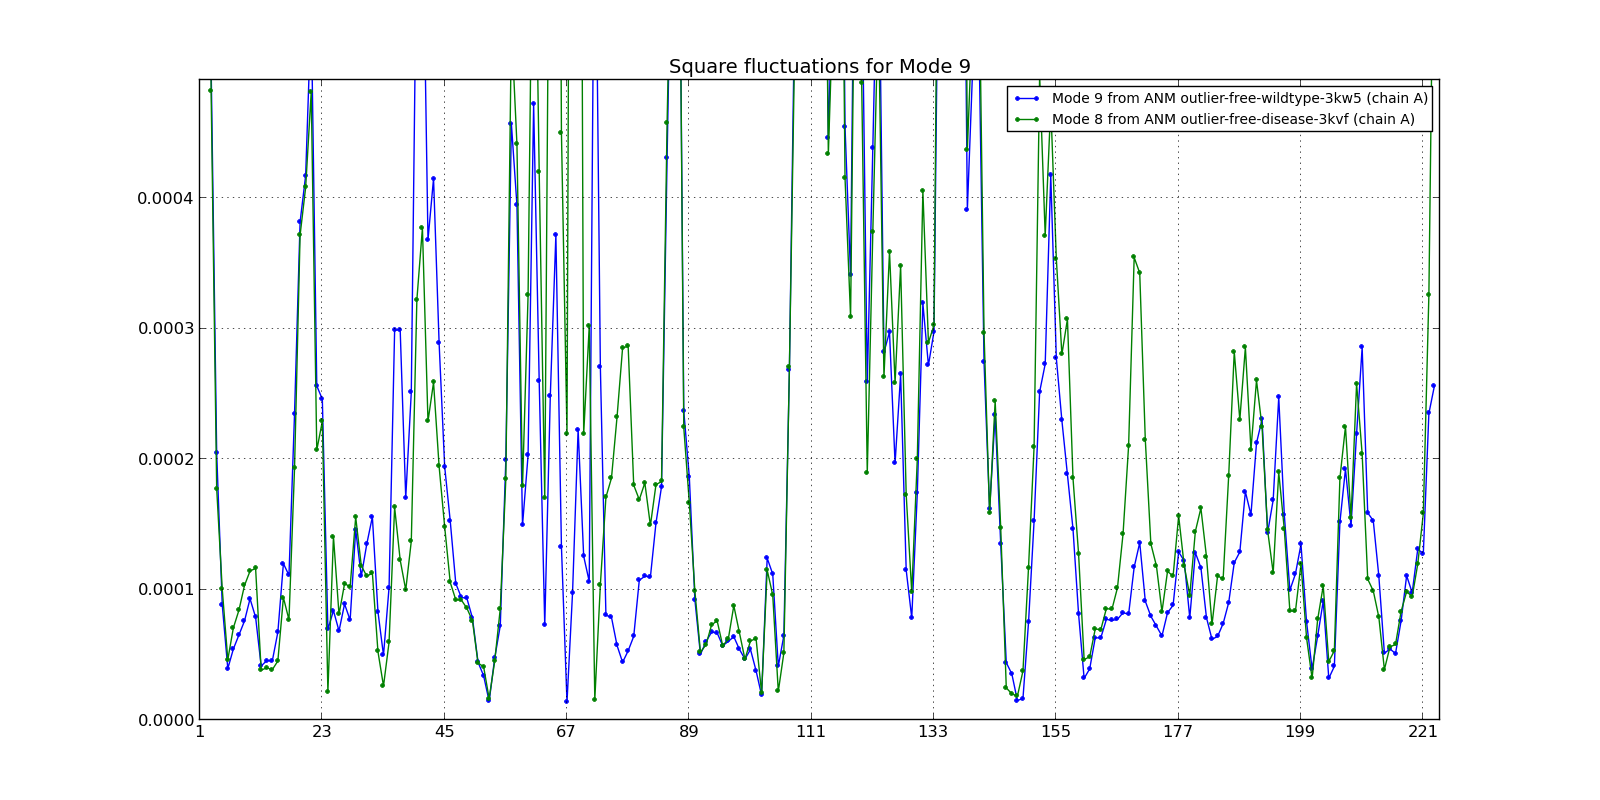 Square fluctuations for Mode 9
Mode 9 from ANM outlier-free-wildtype-3kw5 (chain A)
Mode 8 from ANM outlier-free-disease-3kvf (chain A)
0.0004
0.0003
0.0002
0.0001
0.0000
1 23 45 67 89 111 133 155 177 199 221